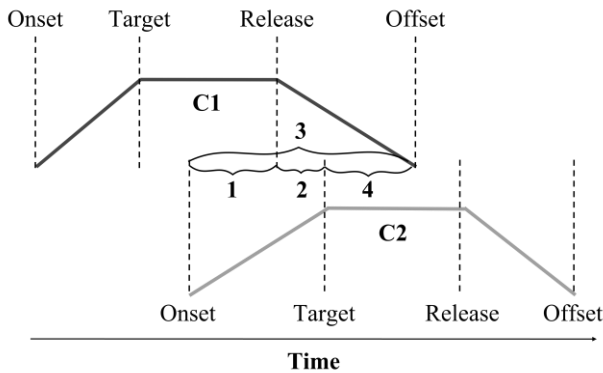 Onset Target Release Offset
C1
3
1 2 4
C2
Onset Target Release Offset
Time